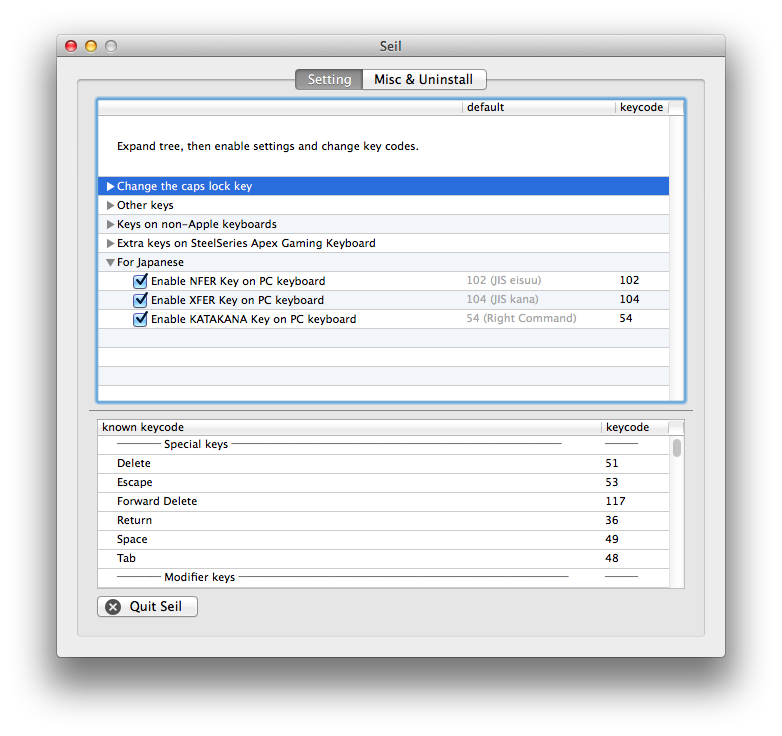 Seil
Setting Misc & Uninstall
default keycode
Expand tree, then enable settings and change key codes.
Change the caps lock key
Other keys
Keys on non-Apple keyboards
Extra keys on SteelSeries Apex Gaming Keyboard
For Japanese
Enable NFER Key on PC keyboard 102 (JIS eisuu) 102
Enable XFER Key on PC keyboard 104 (JIS kana) 104
Enable KATAKANA Key on PC keyboard 54 (Right Command) 54
known keycode keycode
Special keys
Delete 51
Escape 53
Forward Delete 117
Return 36
Space 49
Tab 48
Modifier keys
Quit Seil